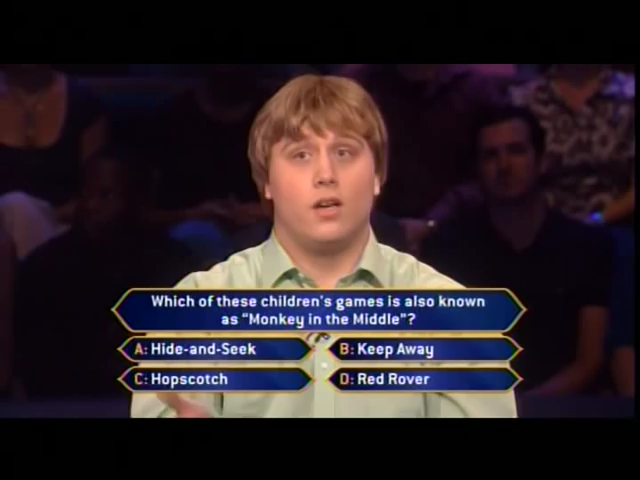 Which of these children's games is also known
as "Monkey in the Middle"?
A: Hide-and-Seek
B: Keep Away
C: Hopscotch
D: Red Rover